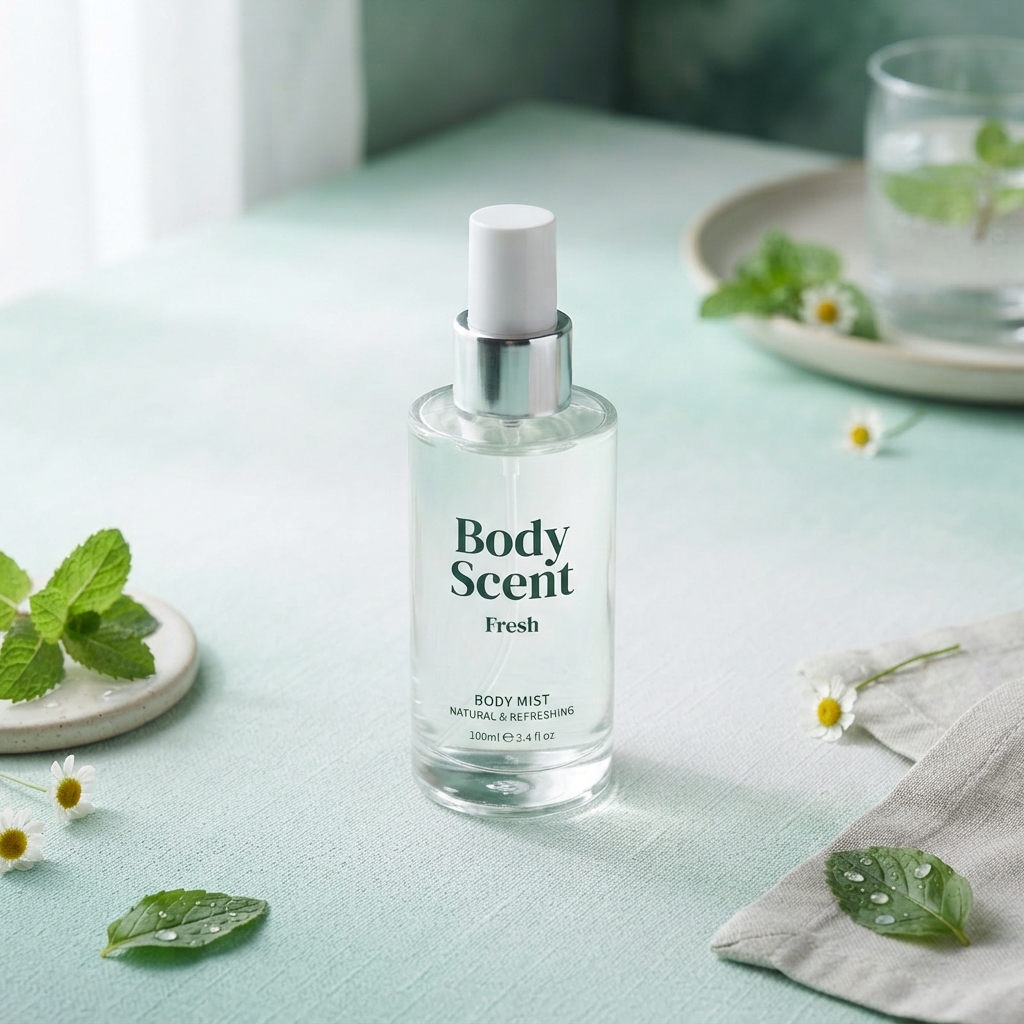 Body
Scent
Fresh
BODY MIST
NATURAL & REFRESHING
100ml ℮ 3.4 fl oz